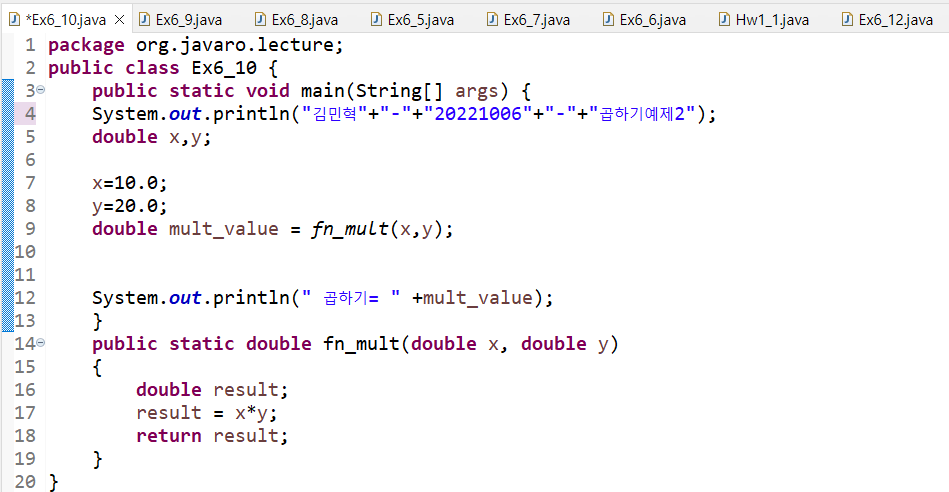 *Ex6_10.java Ex6_9.java Ex6_8.java Ex6_5.java Ex6_7.java Ex6_6.java Hw1_1.java Ex6_12.java
1 package org.javaro.lecture;
2 public class Ex6_10 {
3 public static void main(String[] args) {
4 System.out.println("김민혁"+"-"+"20221006"+"-"+"곱하기예제2");
5 double x,y;
6
7 x=10.0;
8 y=20.0;
9 double mult_value = fn_mult(x,y);
10
11
12 System.out.println(" 곱하기= " +mult_value);
13 }
14 public static double fn_mult(double x, double y)
15 {
16 double result;
17 result = x*y;
18 return result;
19 }
20 }